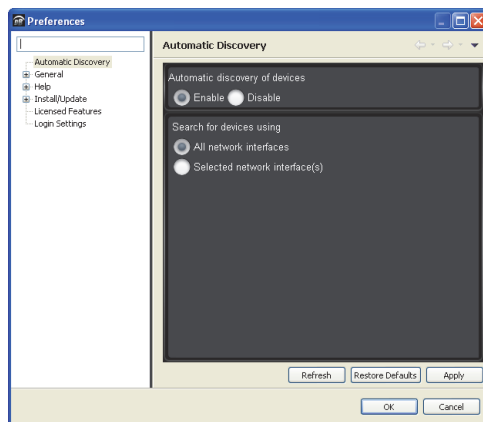 Preferences
Automatic Discovery
Automatic Discovery
General
Help
Install/Update
Licensed Features
Login Settings
Automatic discovery of devices
Enable Disable
Search for devices using
All network interfaces
Selected network interface(s)
Refresh Restore Defaults Apply
OK Cancel